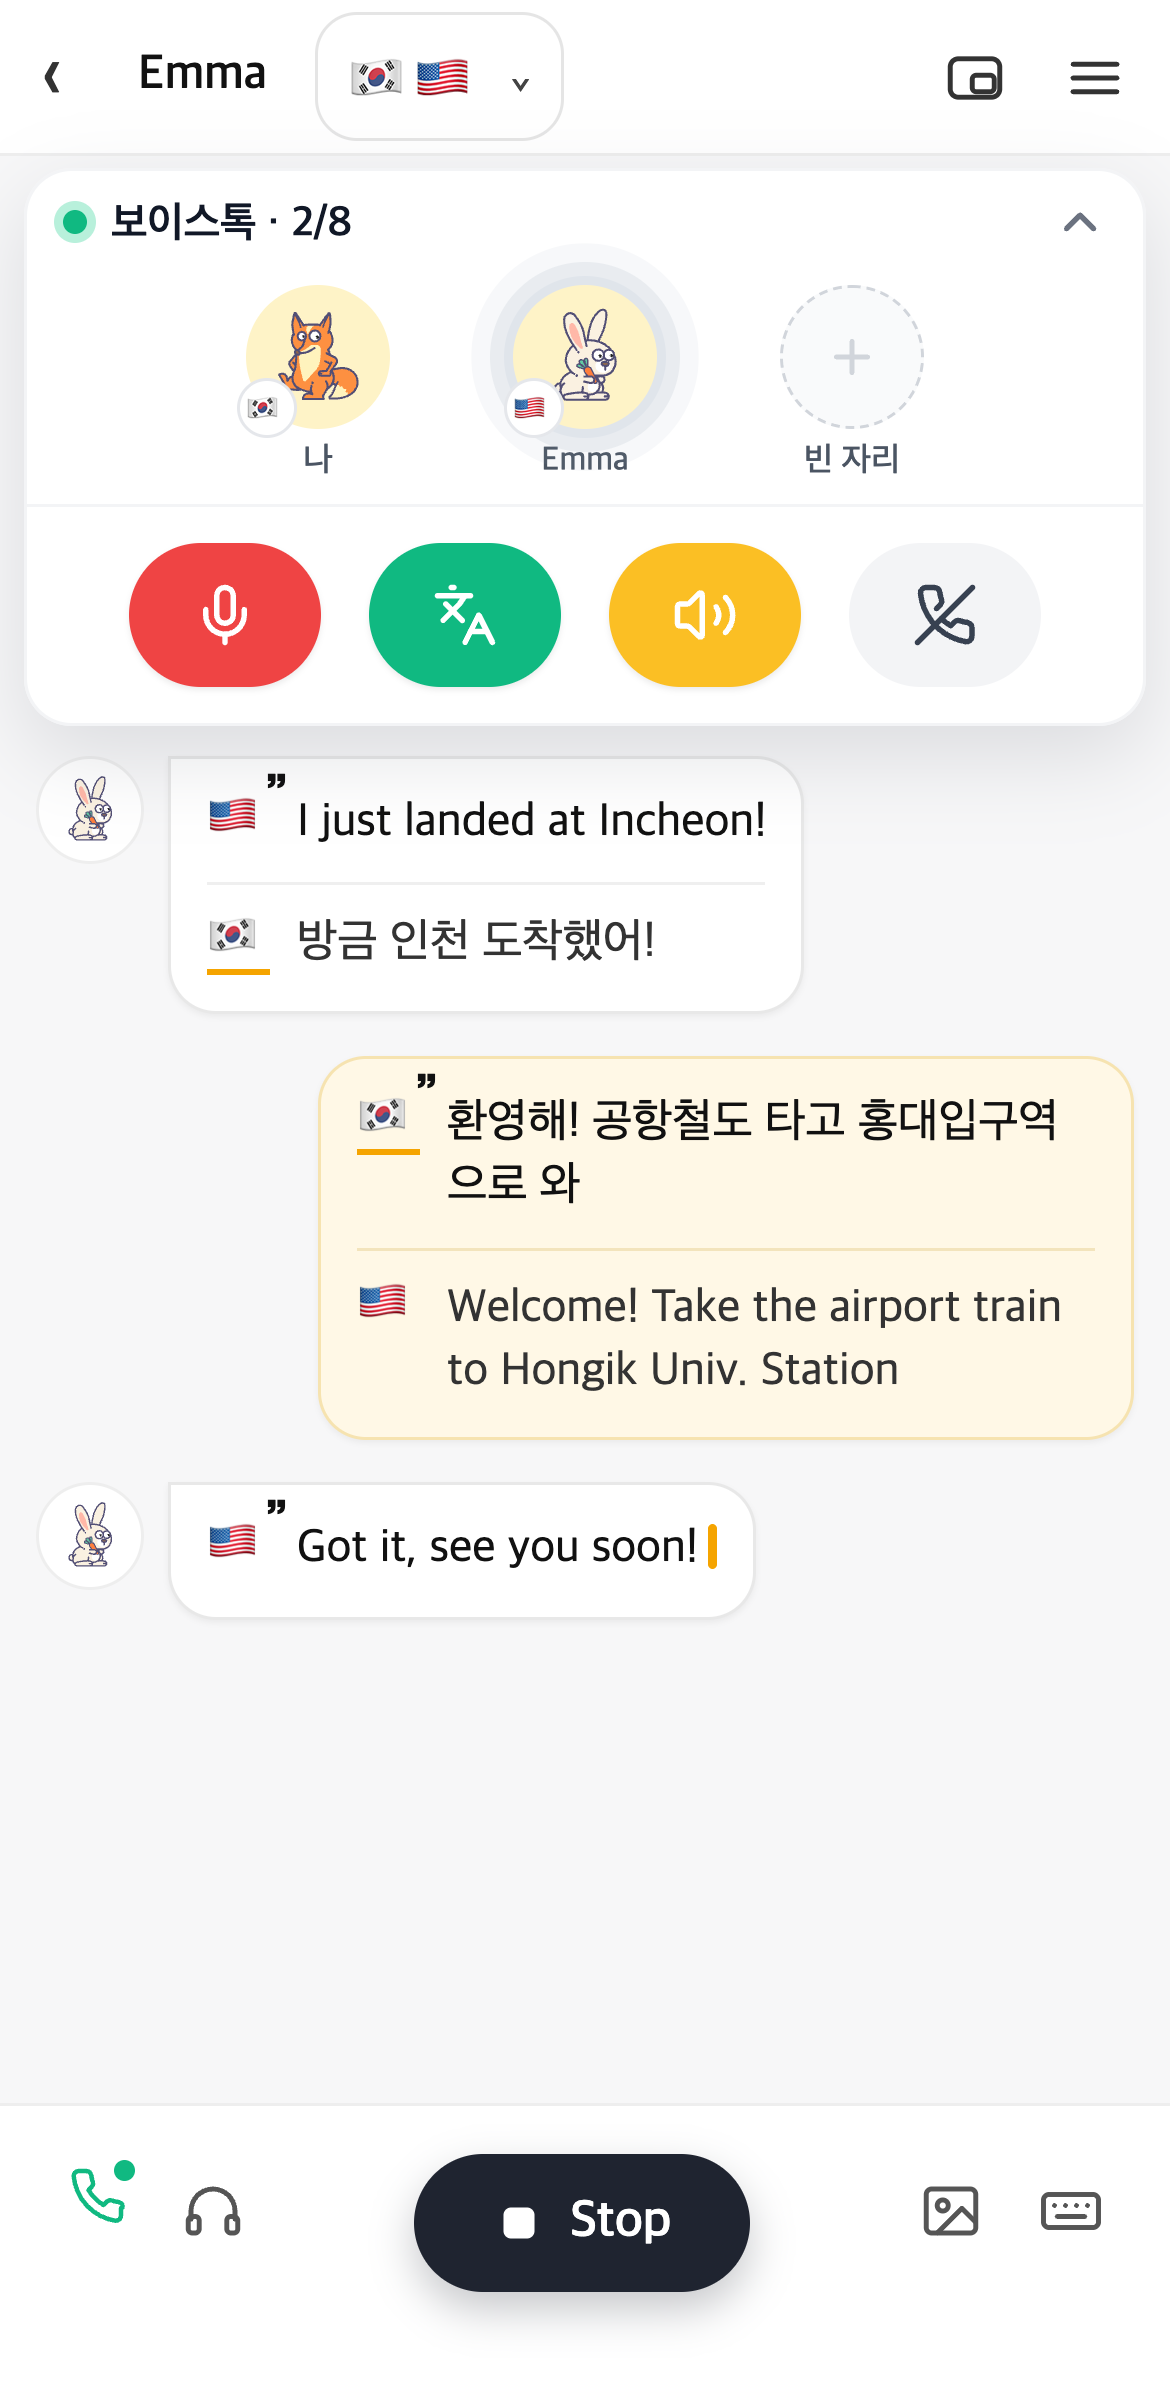 Emma
보이스톡 · 2/8
나
Emma
빈 자리
I just landed at Incheon!
방금 인천 도착했어!
환영해! 공항철도 타고 홍대입구역
으로 와
Welcome! Take the airport train
to Hongik Univ. Station
Got it, see you soon!
Stop